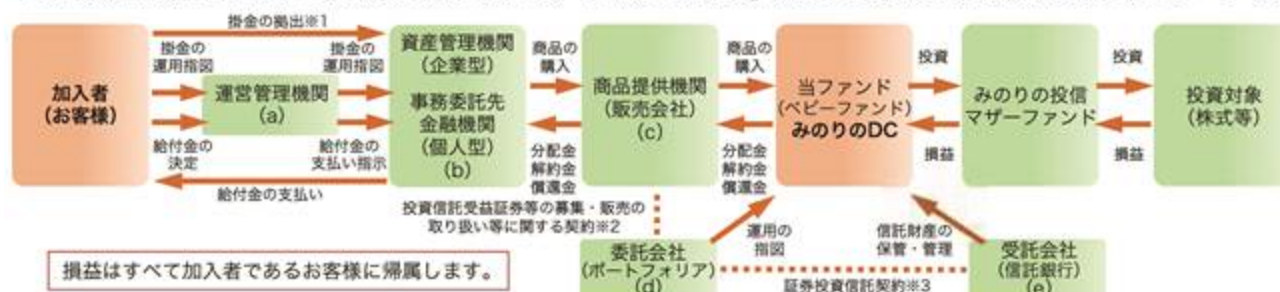 掛金の拠出※1
掛金の
運用指図
掛金の
運用指図
加入者
(お客様)
運営管理機関
(a)
給付金の
決定
給付金の
支払い指示
給付金の支払い
資産管理機関
(企業型)
事務委託先
金融機関
(個人型)
(b)
商品の
購入
分配金
解約金
償還金
商品提供機関
(販売会社)
(c)
商品の
購入
分配金
解約金
償還金
当ファンド
(ベビーファンド)
みのりのDC
投資
損益
みのりの投信
マザーファンド
投資
損益
投資対象
(株式等)
投資信託受益証券等の募集・販売の
取り扱い等に関する契約※2
運用の
指図
信託財産の
保管・管理
委託会社
(ポートフォリア)
(d)
証券投資信託契約※3
受託会社
(信託銀行)
(e)
損益はすべて加入者であるお客様に帰属します。